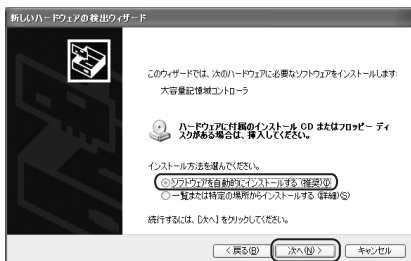 新しいハードウェアの検出ウィザード
このウィザードでは、次のハードウェアに必要なソフトウェアをインストールします:
大容量記憶域コントローラ
ハードウェアに付属のインストール CD またはフロッピー ディ
スクがある場合は、挿入してください。
インストール方法を選んでください。
ソフトウェアを自動的にインストールする (推奨)(I)
一覧または特定の場所からインストールする (詳細)(S)
続行するには、[次へ] をクリックしてください。
< 戻る(B)
次へ(N) >
キャンセル